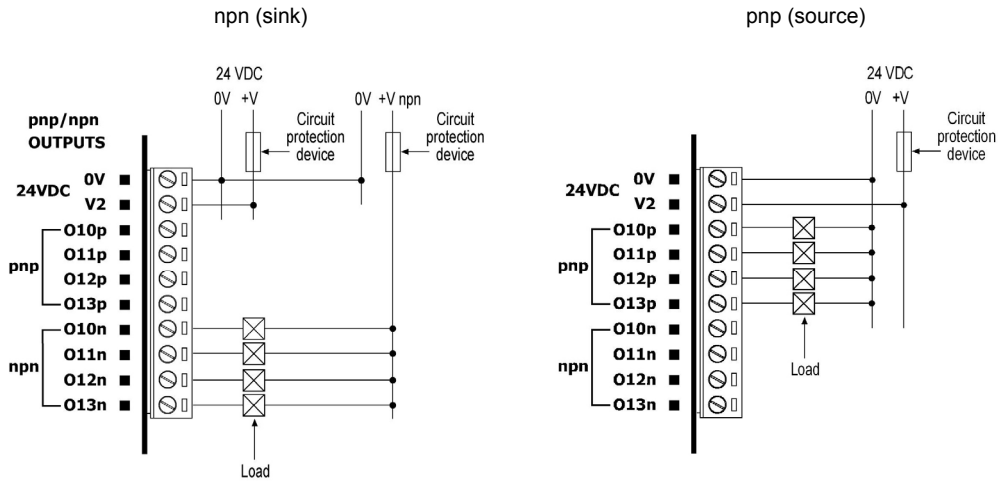 npn (sink)
24 VDC
0V +V
0V +V npn
Circuit
protection
device
Circuit
protection
device
pnp/npn
OUTPUTS
24VDC
0V
V2
pnp
O10p
O11p
O12p
O13p
npn
O10n
O11n
O12n
O13n
Load
pnp (source)
24 VDC
0V +V
Circuit
protection
device
24VDC
0V
V2
pnp
O10p
O11p
O12p
O13p
npn
O10n
O11n
O12n
O13n
Load